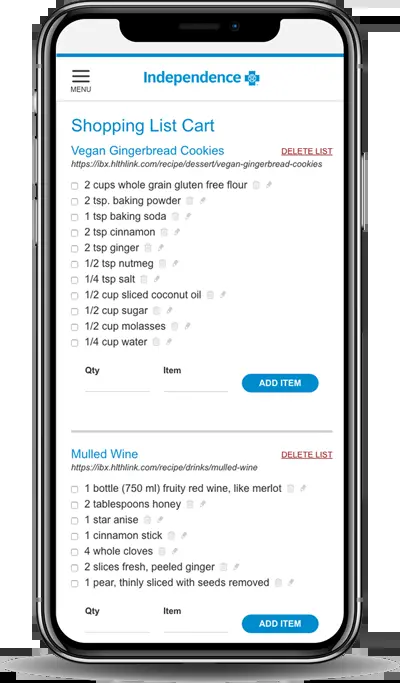 MENU
Independence
Shopping List Cart
Vegan Gingerbread Cookies DELETE LIST
https://ibx.hlthlink.com/recipe/dessert/vegan-gingerbread-cookies
2 cups whole grain gluten free flour
2 tsp. baking powder
1 tsp baking soda
2 tsp cinnamon
2 tsp ginger
1/2 tsp nutmeg
1/4 tsp salt
1/2 cup sliced coconut oil
1/2 cup sugar
1/2 cup molasses
1/4 cup water
Qty Item
ADD ITEM
Mulled Wine DELETE LIST
https://ibx.hlthlink.com/recipe/drinks/mulled-wine
1 bottle (750 ml) fruity red wine, like merlot
2 tablespoons honey
1 star anise
1 cinnamon stick
4 whole cloves
2 slices fresh, peeled ginger
1 pear, thinly sliced with seeds removed
Qty Item
ADD ITEM